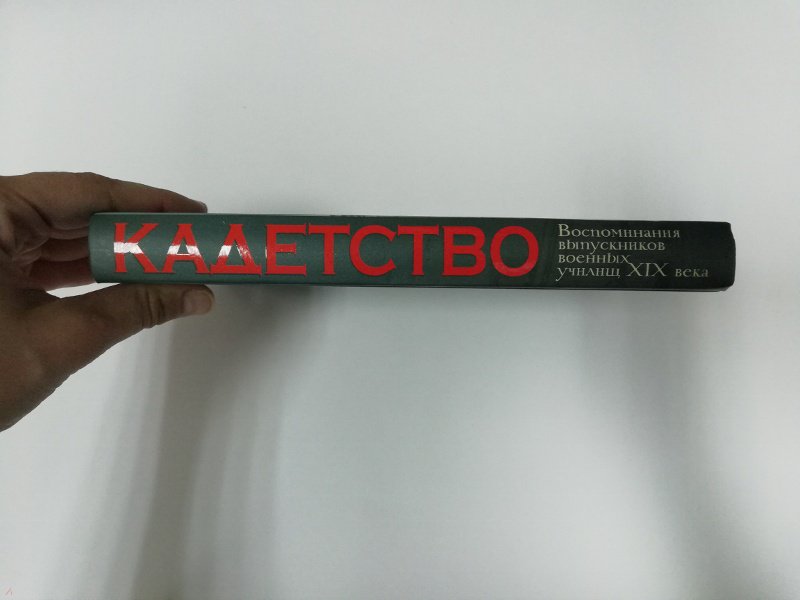 КАДЕТСТВО
Воспоминания
выпускников
военных
училищ XIX века